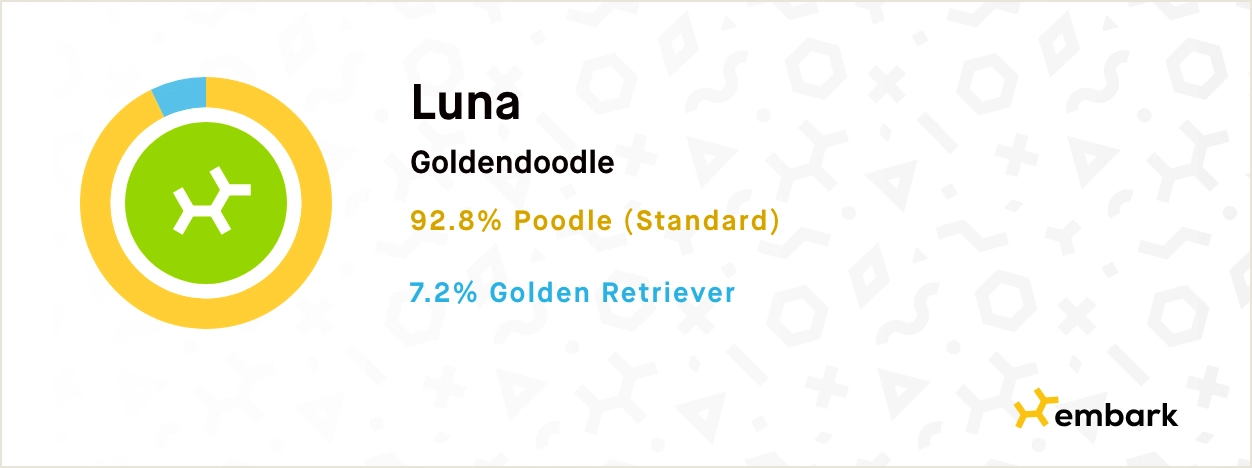 Luna
Goldendoodle
92.8% Poodle (Standard)
7.2% Golden Retriever
embark